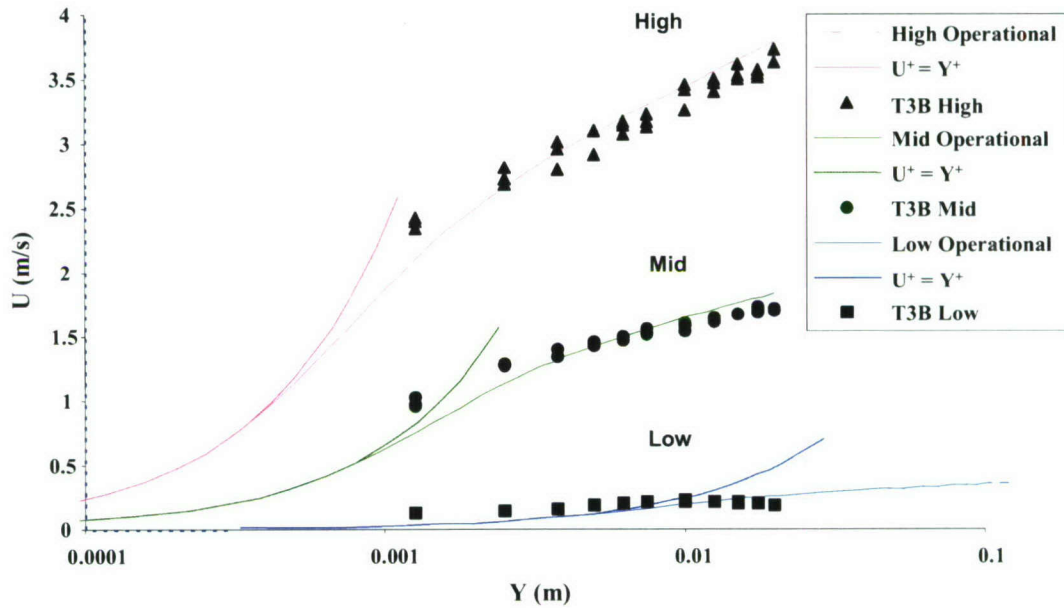 4
3.5
3
2.5
2
1.5
1
0.5
0
U (m/s)
0.0001
0.001
0.01
0.1
Y (m)
High
Mid
Low
High Operational
U⁺ = Y⁺
T3B High
Mid Operational
U⁺ = Y⁺
T3B Mid
Low Operational
U⁺ = Y⁺
T3B Low